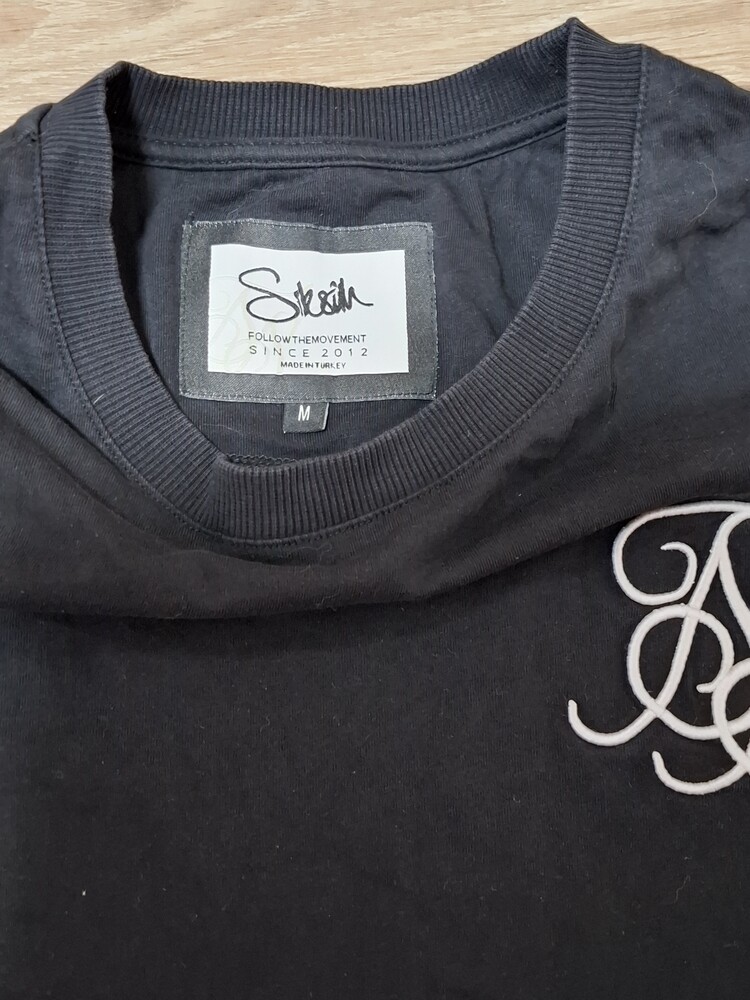 Siksilk
FOLLOWTHEMOVEMENT
SINCE 2012
MADE IN TURKEY
M